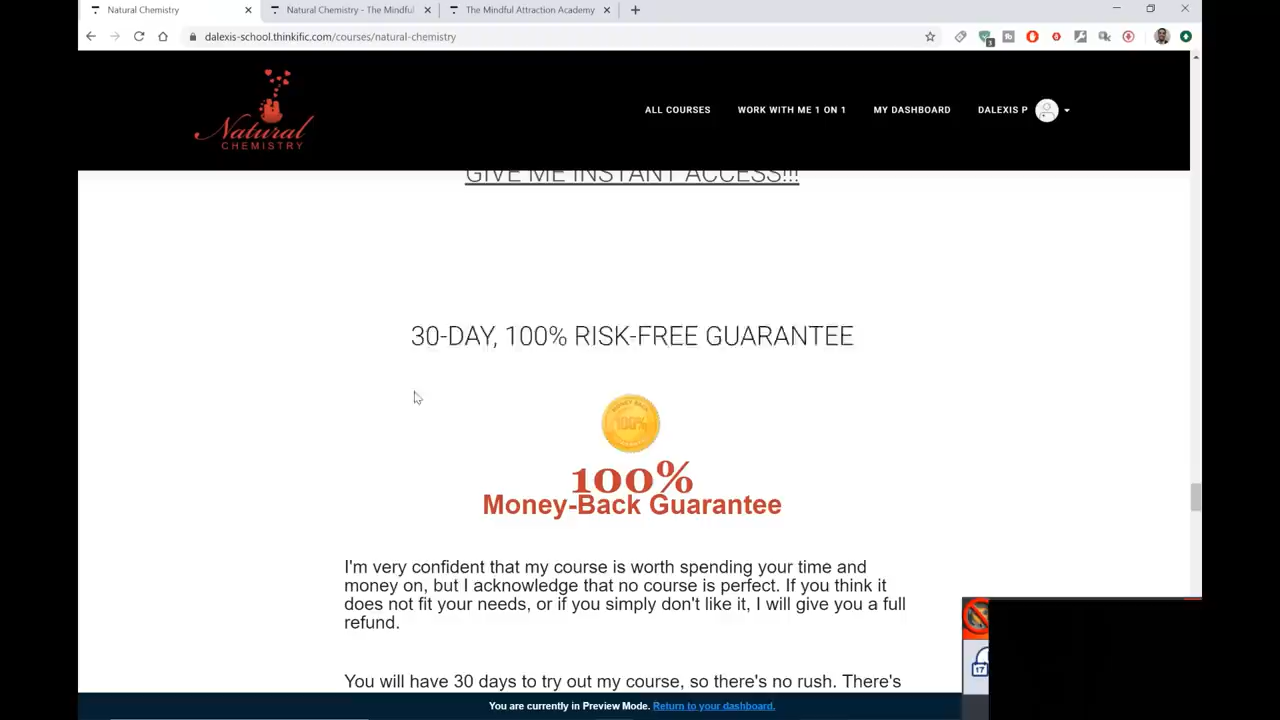 Natural Chemistry
Natural Chemistry - The Mindful
The Mindful Attraction Academy
dalexis-school.thinkific.com/courses/natural-chemistry
3
Natural
CHEMISTRY
ALL COURSES
WORK WITH ME 1 ON 1
MY DASHBOARD
DALEXIS P
GIVE ME INSTANT ACCESS!!!
30-DAY, 100% RISK-FREE GUARANTEE
MONEY BACK
100%
100%
Money-Back Guarantee
I'm very confident that my course is worth spending your time and
money on, but I acknowledge that no course is perfect. If you think it
does not fit your needs, or if you simply don't like it, I will give you a full
refund.
You will have 30 days to try out my course, so there's no rush. There's
17
You are currently in Preview Mode. Return to your dashboard.